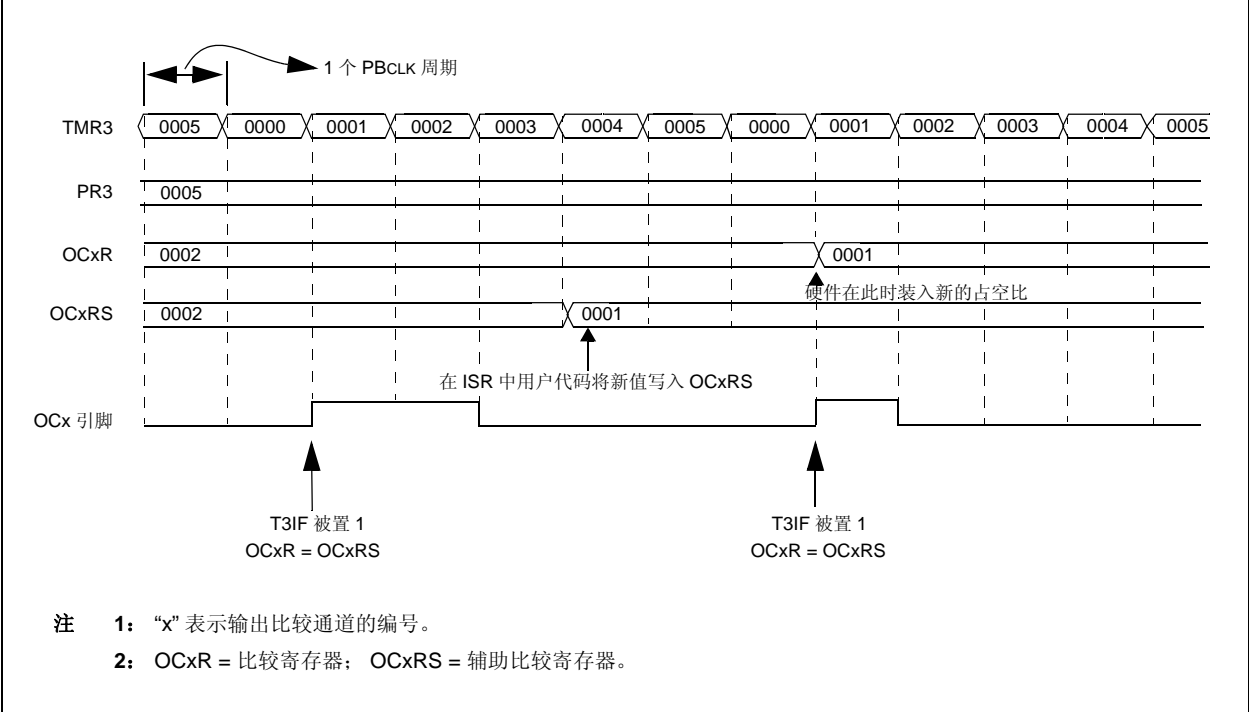 1 个 PBCLK 周期
TMR3 0005 0000 0001 0002 0003 0004 0005 0000 0001 0002 0003 0004 0005
PR3 0005
OCxR 0002 0001
硬件在此时装入新的占空比
OCxRS 0002 0001
在 ISR 中用户代码将新值写入 OCxRS
OCx 引脚
T3IF 被置 1 T3IF 被置 1
OCxR = OCxRS OCxR = OCxRS
注 1： “x” 表示输出比较通道的编号。
2： OCxR = 比较寄存器； OCxRS = 辅助比较寄存器。